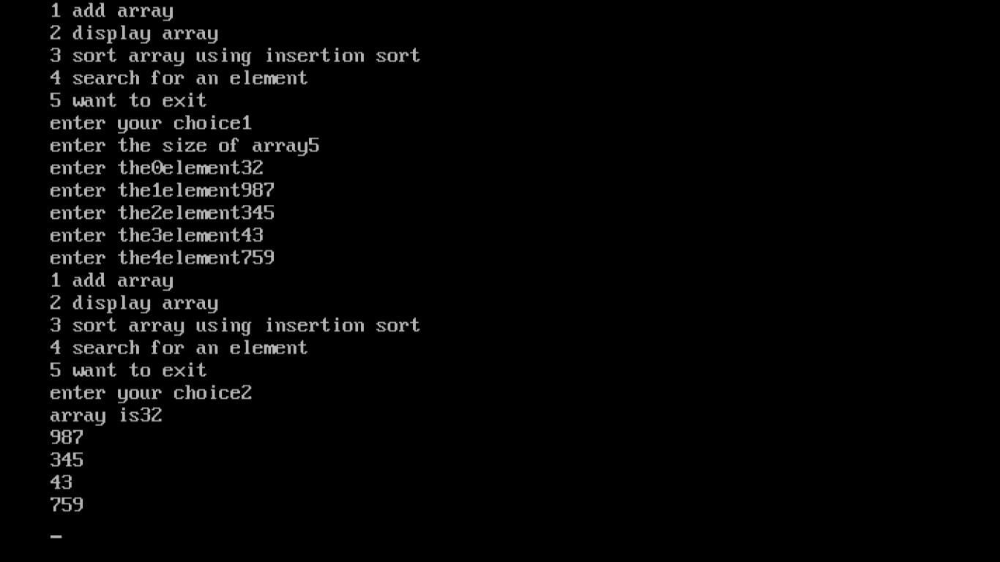 1 add array
2 display array
3 sort array using insertion sort
4 search for an element
5 want to exit
enter your choice1
enter the size of array5
enter the0element32
enter the1element987
enter the2element345
enter the3element43
enter the4element759
1 add array
2 display array
3 sort array using insertion sort
4 search for an element
5 want to exit
enter your choice2
array is32
987
345
43
759
_